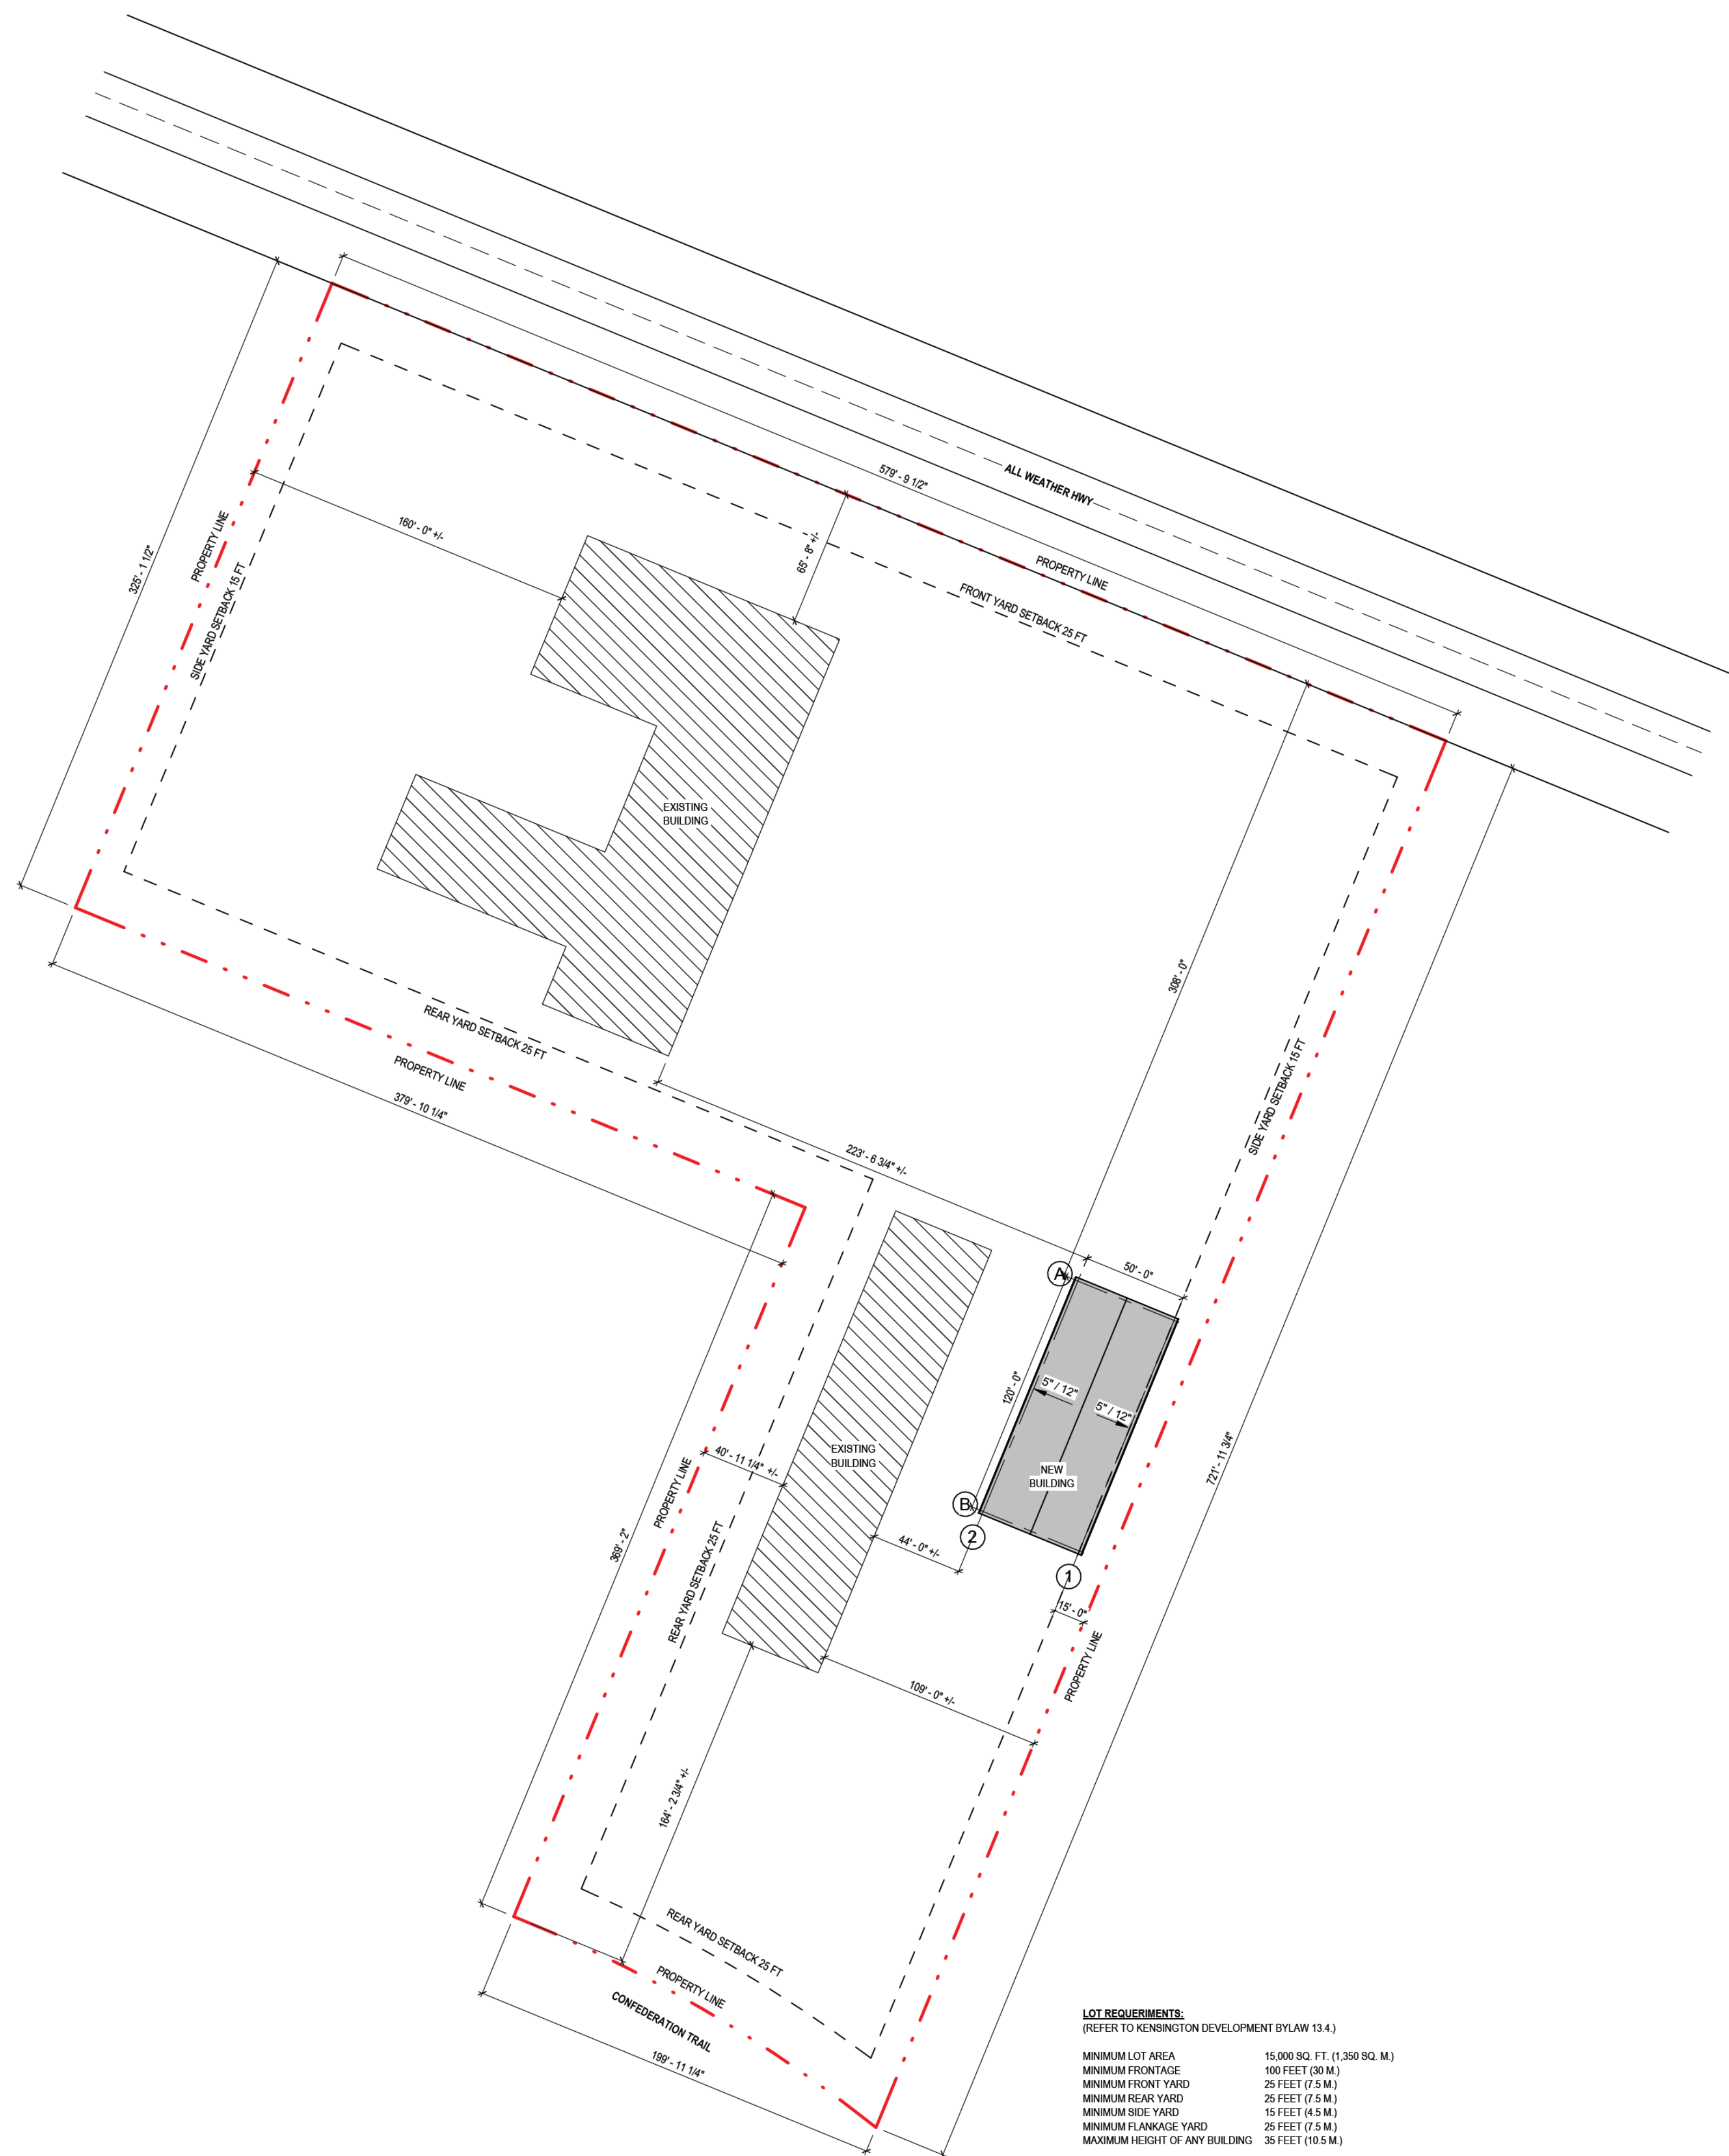 ALL WEATHER HWY
579' - 9 1/2"
PROPERTY LINE
FRONT YARD SETBACK 25 FT
65' - 8" +/-
160' - 0" +/-
325' - 1 1/2"
PROPERTY LINE
SIDE YARD SETBACK 15 FT
EXISTING
BUILDING
308' - 0"
REAR YARD SETBACK 25 FT
PROPERTY LINE
379' - 10 1/4"
SIDE YARD SETBACK 15 FT
223' - 6 3/4" +/-
50' - 0"
A
120' - 0"
5" / 12"
5" / 12"
721' - 11 3/4"
EXISTING
BUILDING
40' - 11 1/4" +/-
NEW
BUILDING
PROPERTY LINE
B
2
369' - 2"
44' - 0" +/-
1
REAR YARD SETBACK 25 FT
15' - 0"
PROPERTY LINE
109' - 0" +/-
164' - 2 3/4" +/-
REAR YARD SETBACK 25 FT
PROPERTY LINE
CONFEDERATION TRAIL
199' - 11 1/4"
LOT REQUERIMENTS:
(REFER TO KENSINGTON DEVELOPMENT BYLAW 13.4.)
MINIMUM LOT AREA 15,000 SQ. FT. (1,350 SQ. M.)
MINIMUM FRONTAGE 100 FEET (30 M.)
MINIMUM FRONT YARD 25 FEET (7.5 M.)
MINIMUM REAR YARD 25 FEET (7.5 M.)
MINIMUM SIDE YARD 15 FEET (4.5 M.)
MINIMUM FLANKAGE YARD 25 FEET (7.5 M.)
MAXIMUM HEIGHT OF ANY BUILDING 35 FEET (10.5 M.)